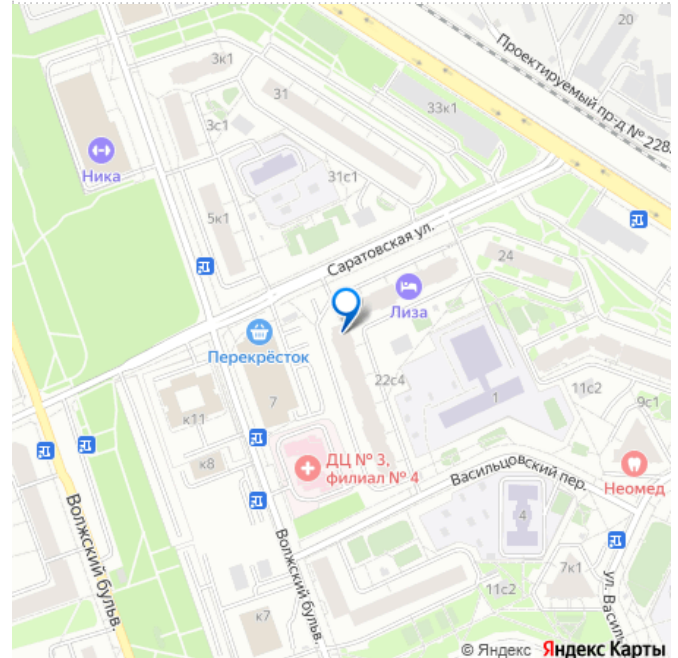 20
Проектируемый пр-д № 228
3к1
31
33к1
3с1
Ника
31с1
5к1
Саратовская ул.
24
Лиза
Перекрёсток
22с4
11с2
9с1
к11
7
1
к8
ДЦ № 3,
филиал № 4
Васильцовский пер.
Неомед
Волжский бульв.
Волжский бульв.
4
7к1
11с2
ул. Василь
к7
© Яндекс Яндекс Карты